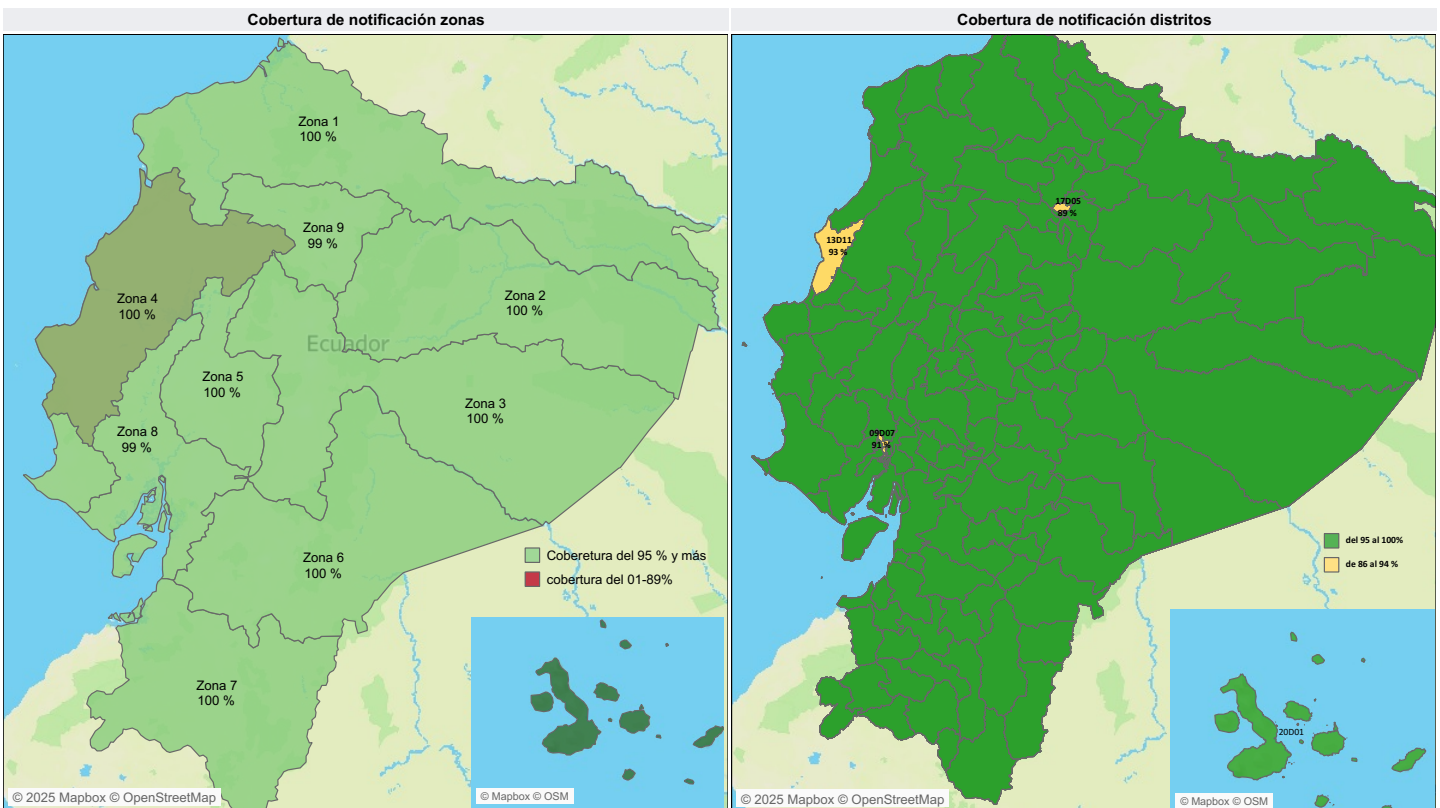 Cobertura de notificación zonas
Zona 1
100 %
Zona 9
99 %
Zona 4
100 %
Zona 2
100 %
Ecuador
Zona 5
100 %
Zona 3
100 %
Zona 8
99 %
Zona 6
100 %
Coberetura del 95 % y más
cobertura del 01-89%
Zona 7
100 %
© 2025 Mapbox © OpenStreetMap
© Mapbox © OSM
Cobertura de notificación distritos
17D05
89 %
13D11
93 %
09D07
91 %
del 95 al 100%
de 86 al 94 %
20D01
© 2025 Mapbox © OpenStreetMap
© Mapbox © OSM